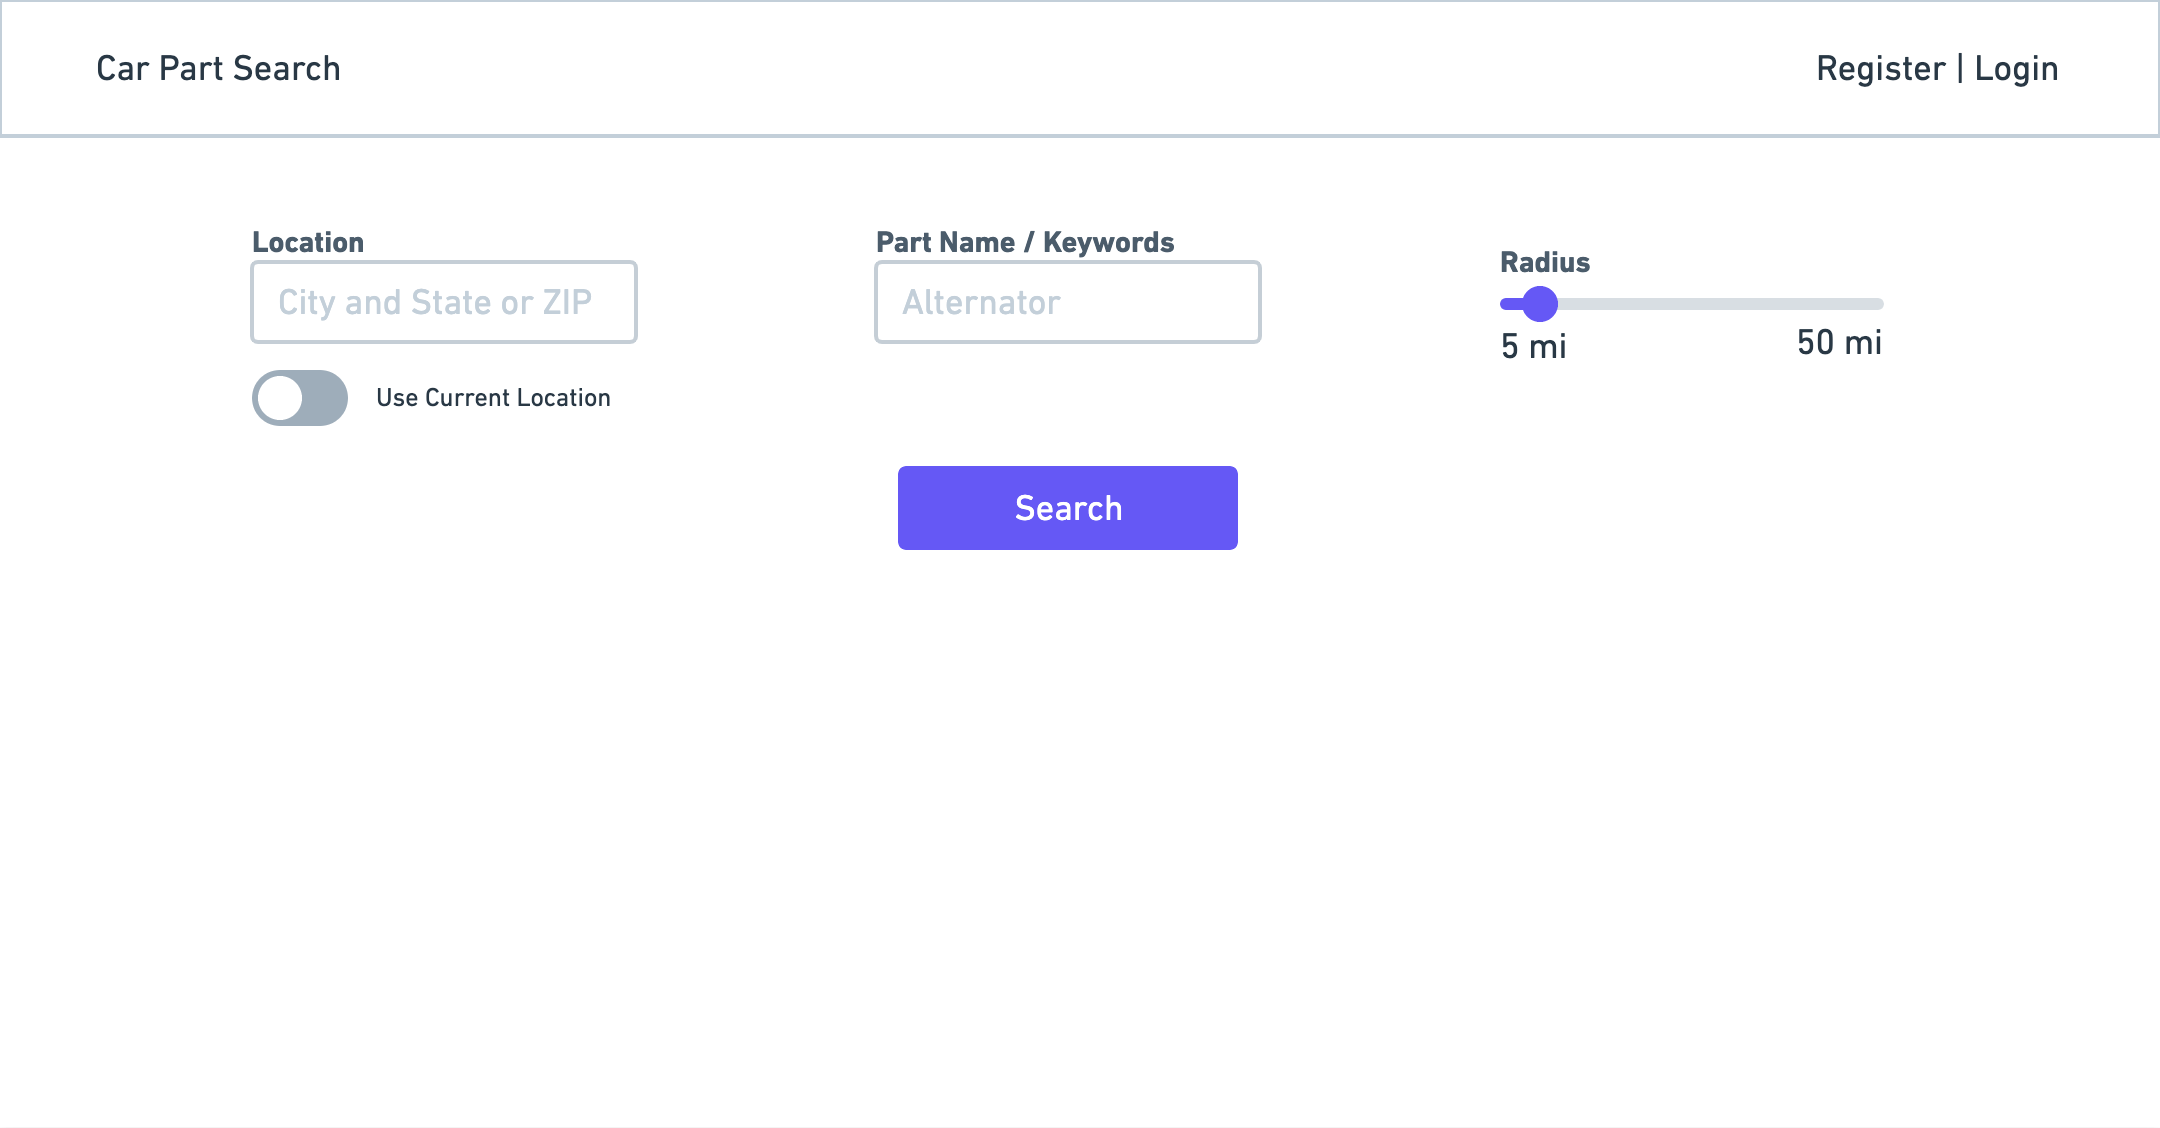 Car Part Search
Register | Login
Location
City and State or ZIP
Use Current Location
Part Name / Keywords
Alternator
Radius
5 mi
50 mi
Search